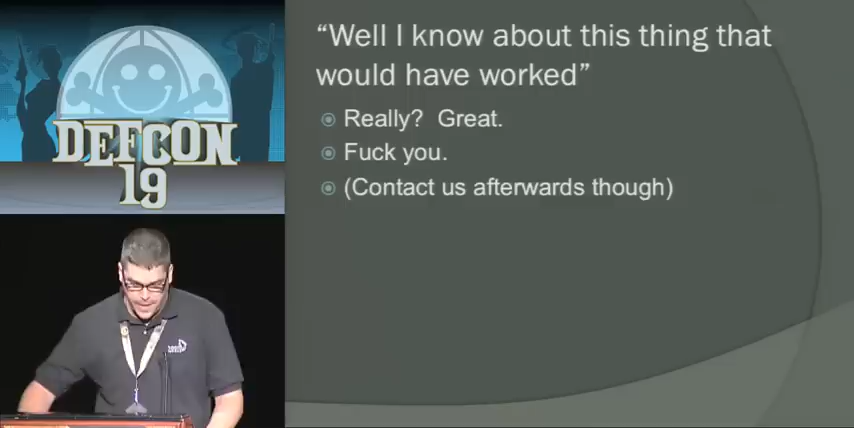 DEFCON
19
“Well I know about this thing that
would have worked”
Really? Great.
Fuck you.
(Contact us afterwards though)